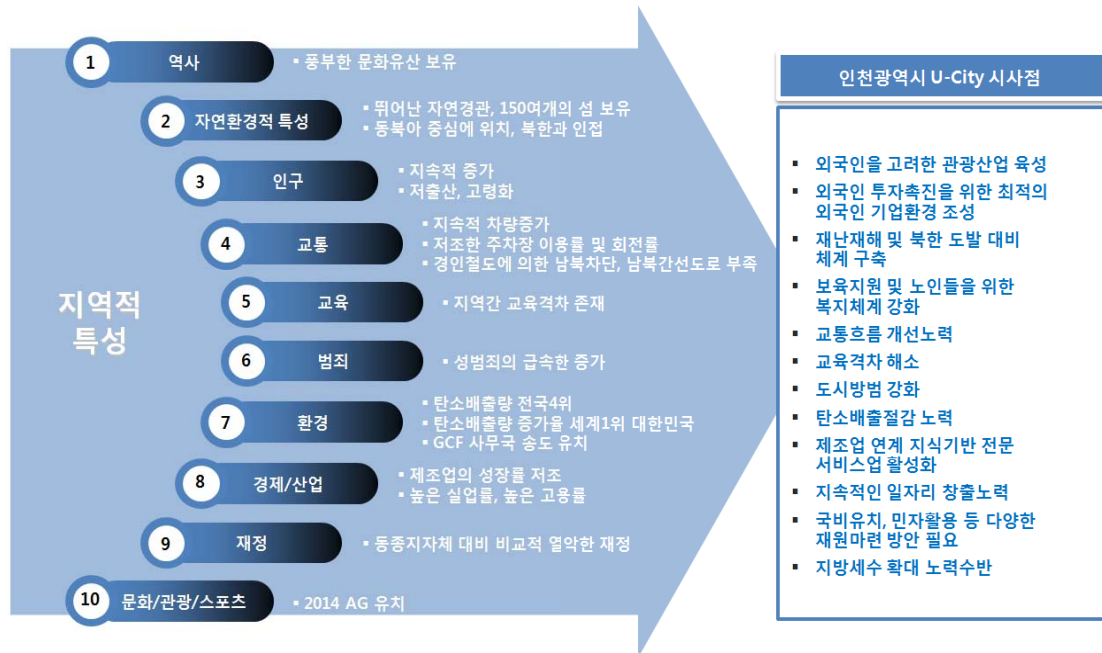 지역적
특성
1 역사
▪ 풍부한 문화유산 보유
2 자연환경적 특성
▪ 뛰어난 자연경관, 150여개의 섬 보유
▪ 동북아 중심에 위치, 북한과 인접
3 인구
▪ 지속적 증가
▪ 저출산, 고령화
4 교통
▪ 지속적 차량증가
▪ 저조한 주차장 이용률 및 회전률
▪ 경인철도에 의한 남북차단, 남북간선도로 부족
5 교육
▪ 지역간 교육격차 존재
6 범죄
▪ 성범죄의 급속한 증가
7 환경
▪ 탄소배출량 전국4위
▪ 탄소배출량 증가율 세계1위 대한민국
▪ GCF 사무국 송도 유치
8 경제/산업
▪ 제조업의 성장률 저조
▪ 높은 실업률, 높은 고용률
9 재정
▪ 동종지자체 대비 비교적 열악한 재정
10 문화/관광/스포츠
▪ 2014 AG 유치
인천광역시 U-City 시사점
▪ 외국인을 고려한 관광산업 육성
▪ 외국인 투자촉진을 위한 최적의
외국인 기업환경 조성
▪ 재난재해 및 북한 도발 대비
체계 구축
▪ 보육지원 및 노인들을 위한
복지체계 강화
▪ 교통흐름 개선노력
▪ 교육격차 해소
▪ 도시방범 강화
▪ 탄소배출절감 노력
▪ 제조업 연계 지식기반 전문
서비스업 활성화
▪ 지속적인 일자리 창출노력
▪ 국비유치, 민자활용 등 다양한
재원마련 방안 필요
▪ 지방세수 확대 노력수반